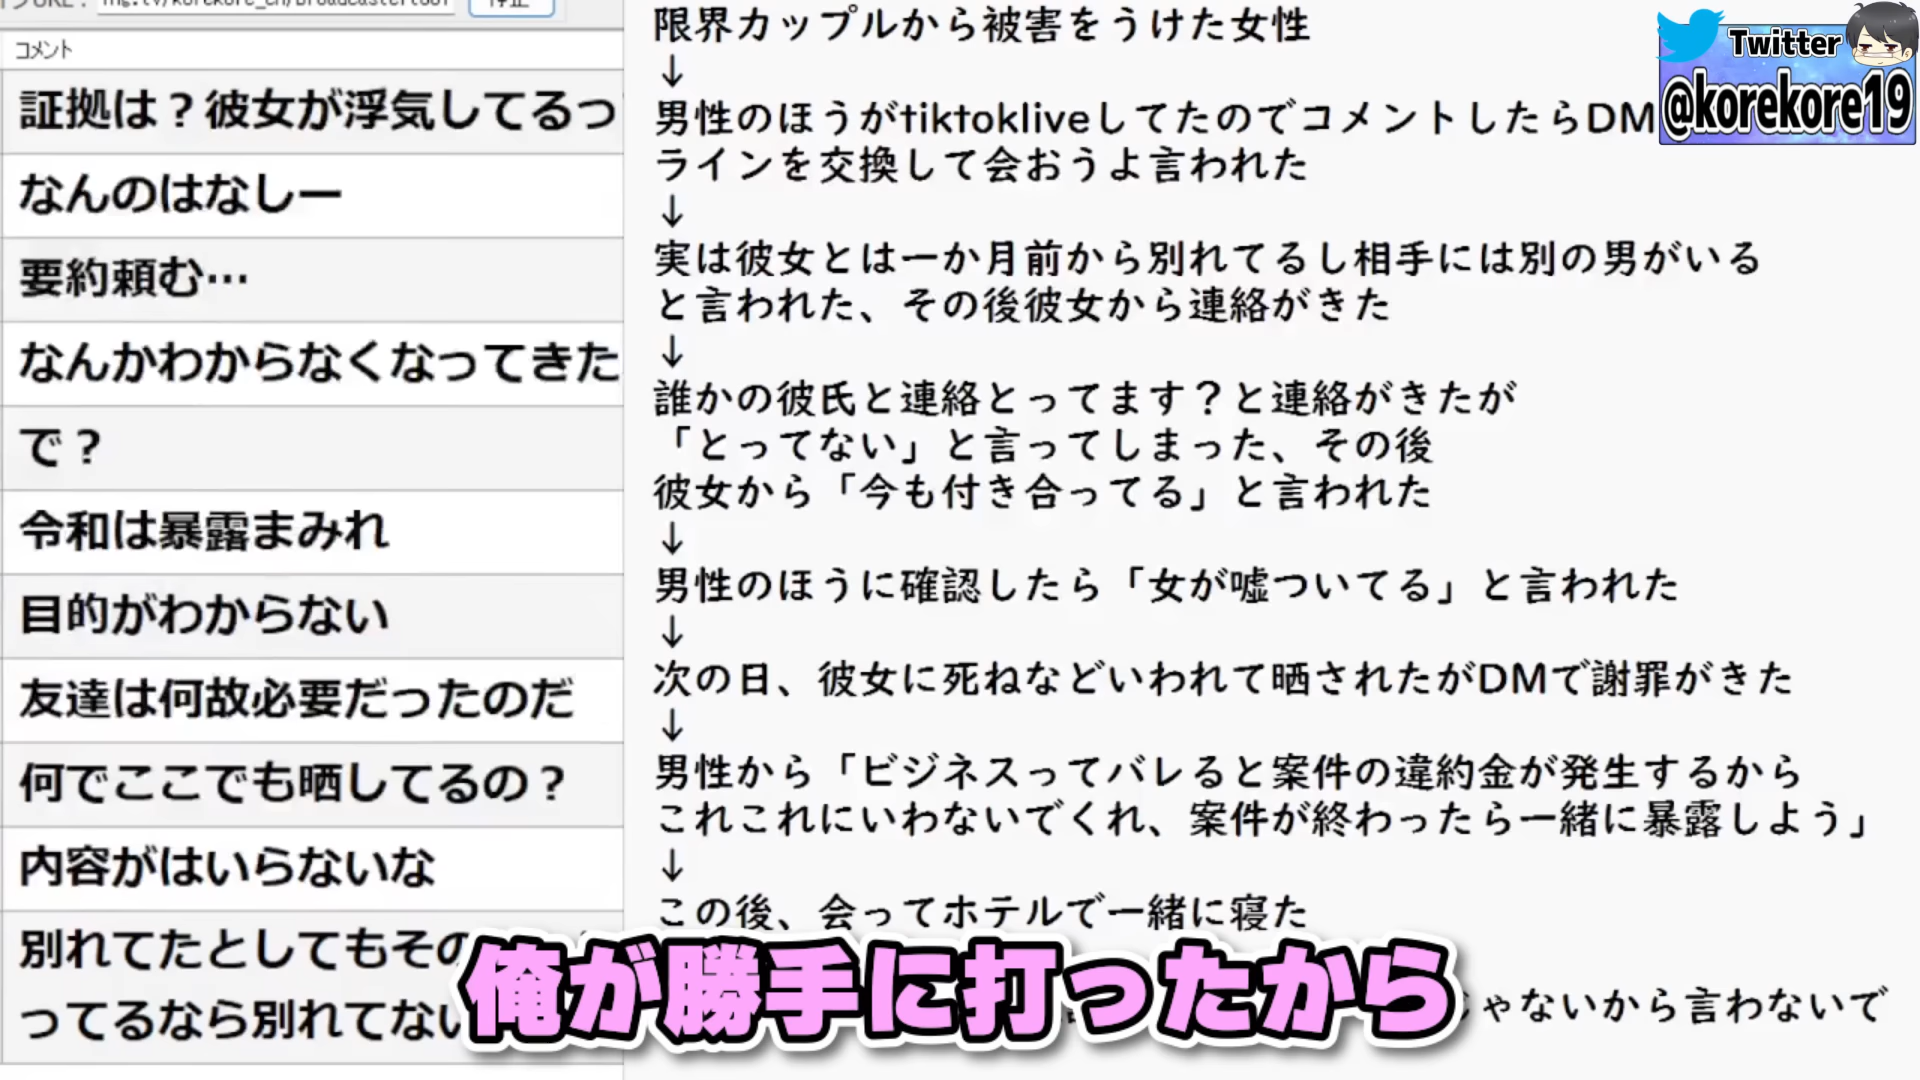 コメント
証拠は？彼女が浮気してるっ
なんのはなしー
要約頼む…
なんかわからなくなってきた
で？
令和は暴露まみれ
目的がわからない
友達は何故必要だったのだ
何でここでも晒してるの？
内容がはいらないな
別れてたとしてもその
ってるなら別れてない
限界カップルから被害をうけた女性
↓
男性のほうがtiktokliveしてたのでコメントしたらDM
ラインを交換して会おうよ言われた
↓
実は彼女とは一か月前から別れてるし相手には別の男がいる
と言われた、その後彼女から連絡がきた
↓
誰かの彼氏と連絡とってます？と連絡がきたが
「とってない」と言ってしまった、その後
彼女から「今も付き合ってる」と言われた
↓
男性のほうに確認したら「女が嘘ついてる」と言われた
↓
次の日、彼女に死ねなどいわれて晒されたがDMで謝罪がきた
↓
男性から「ビジネスってバレると案件の違約金が発生するから
これこれにいわないでくれ、案件が終わったら一緒に暴露しよう」
↓
この後、会ってホテルで一緒に寝た
じゃないから言わないで
俺が勝手に打ったから
Twitter
@korekore19